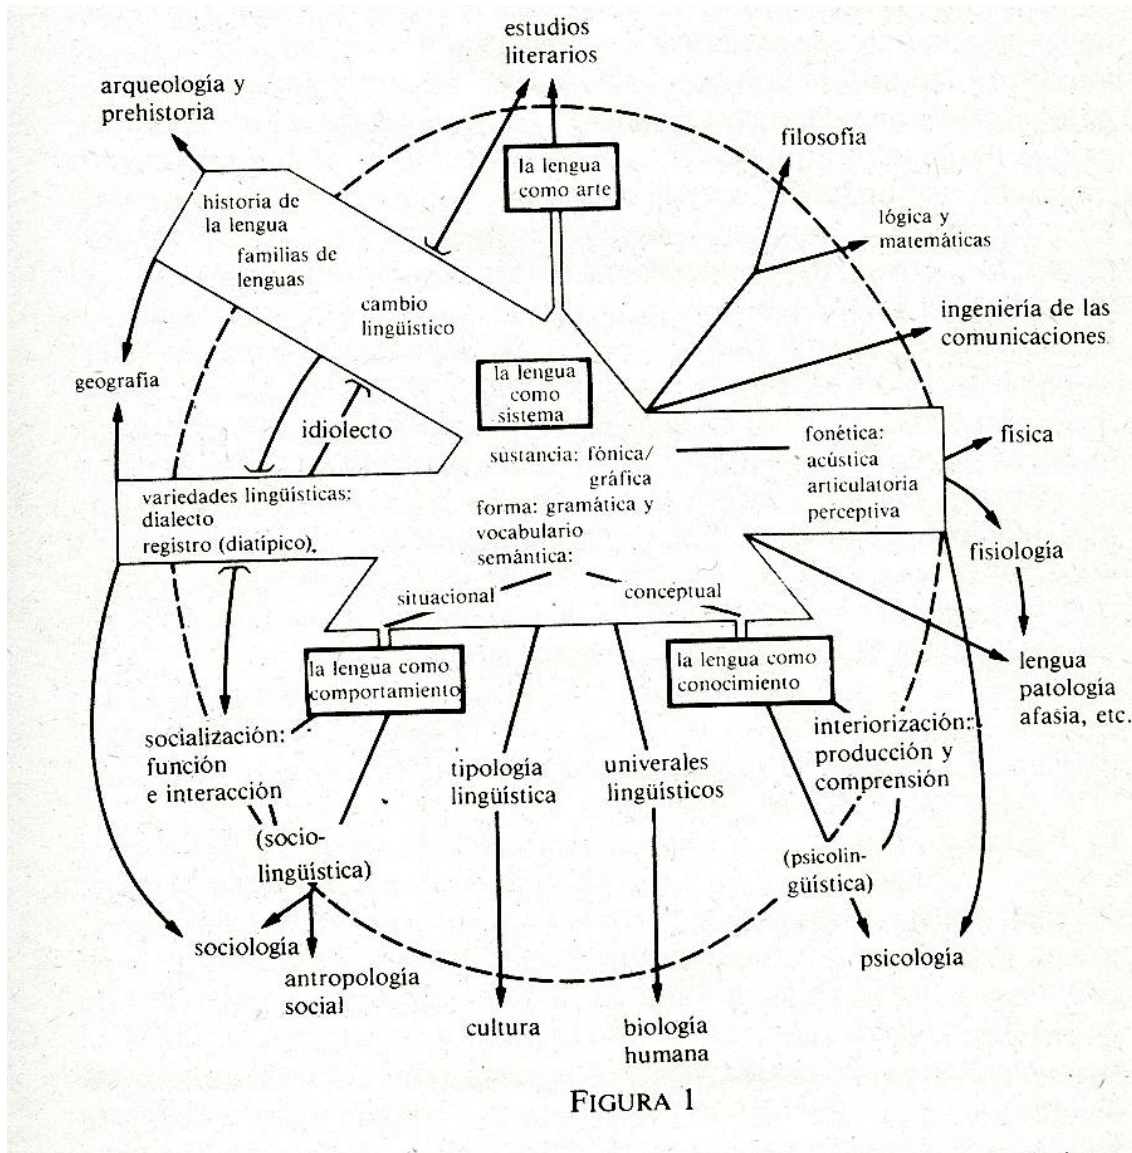 estudios
literarios
arqueología y
prehistoria
la lengua
como arte
filosofía
historia de
la lengua
familias de
lenguas
lógica y
matemáticas
cambio
lingüístico
ingeniería de las
comunicaciones
geografia
la lengua
como
sistema
idiolecto
sustancia: fónica/
gráfica
forma: gramática y
vocabulario
semántica:
fonética:
acústica
articulatoria
perceptiva
física
variedades lingüísticas:
dialecto
registro (diatípico)
fisiología
situacional
conceptual
la lengua como
comportamiento
la lengua como
conocimiento
lengua
patología
afasia, etc.
socialización:
función
e interacción
tipología
lingüística
univerales
lingüísticos
interiorización:
producción y
comprensión
(socio-
lingüística)
(psicolin-
güística)
sociología
antropología
social
cultura
biología
humana
psicología
FIGURA 1